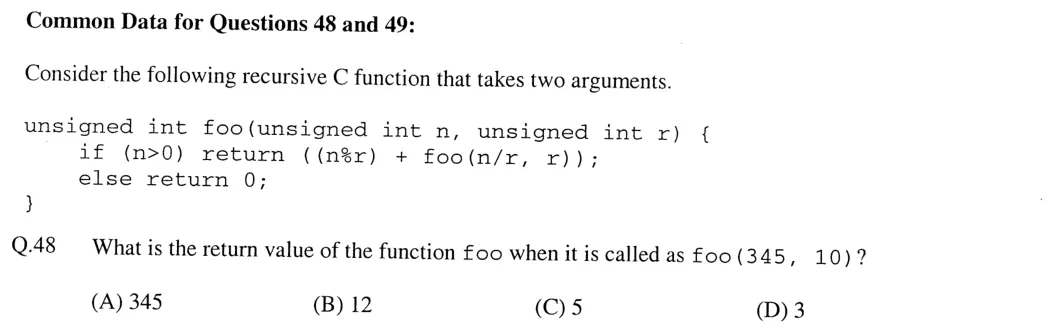 Common Data for Questions 48 and 49:
Consider the following recursive C function that takes two arguments.
unsigned int foo(unsigned int n, unsigned int r) {
    if (n>0) return ((n%r) + foo(n/r, r));
    else return 0;
}
Q.48 What is the return value of the function foo when it is called as foo(345, 10)?
(A) 345 (B) 12 (C) 5 (D) 3